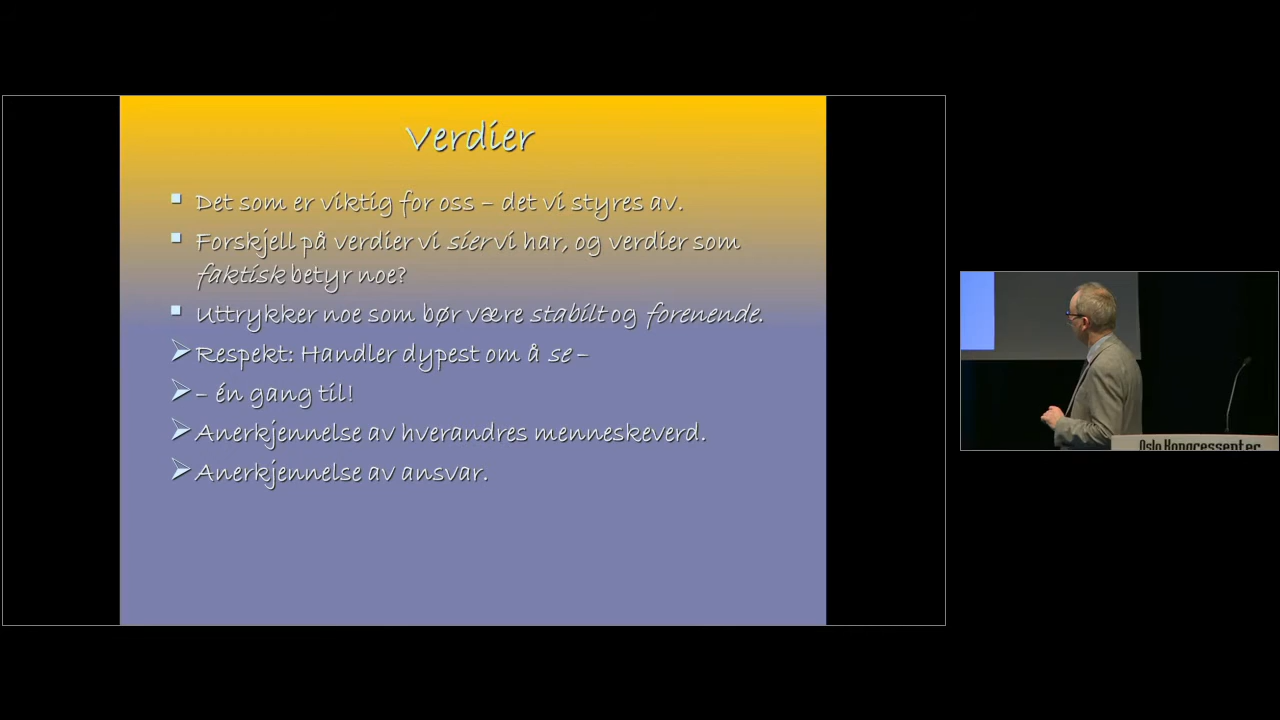 Verdier
Det som er viktig for oss – det vi styres av.
Forskjell på verdier vi sier vi har, og verdier som
faktisk betyr noe?
Uttrykker noe som bør være stabilt og forenende.
Respekt: Handler dypest om å se –
– én gang til!
Anerkjennelse av hverandres menneskeverd.
Anerkjennelse av ansvar.
Oslo Kongressenter